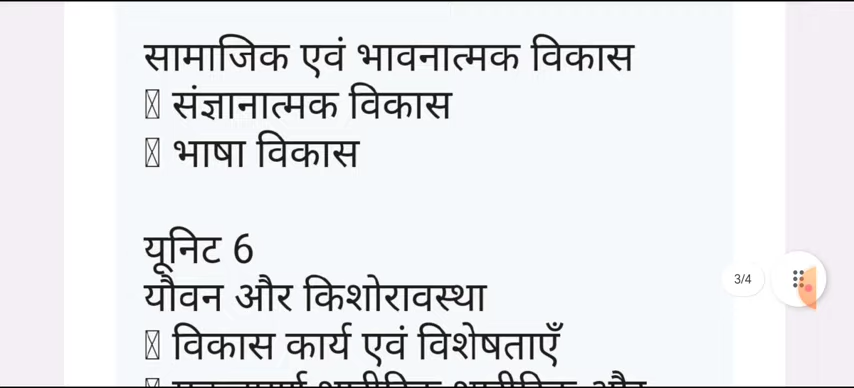 सामाजिक एवं भावनात्मक विकास
संज्ञानात्मक विकास
भाषा विकास
यूनिट 6
यौवन और किशोरावस्था
विकास कार्य एवं विशेषताएँ
3/4